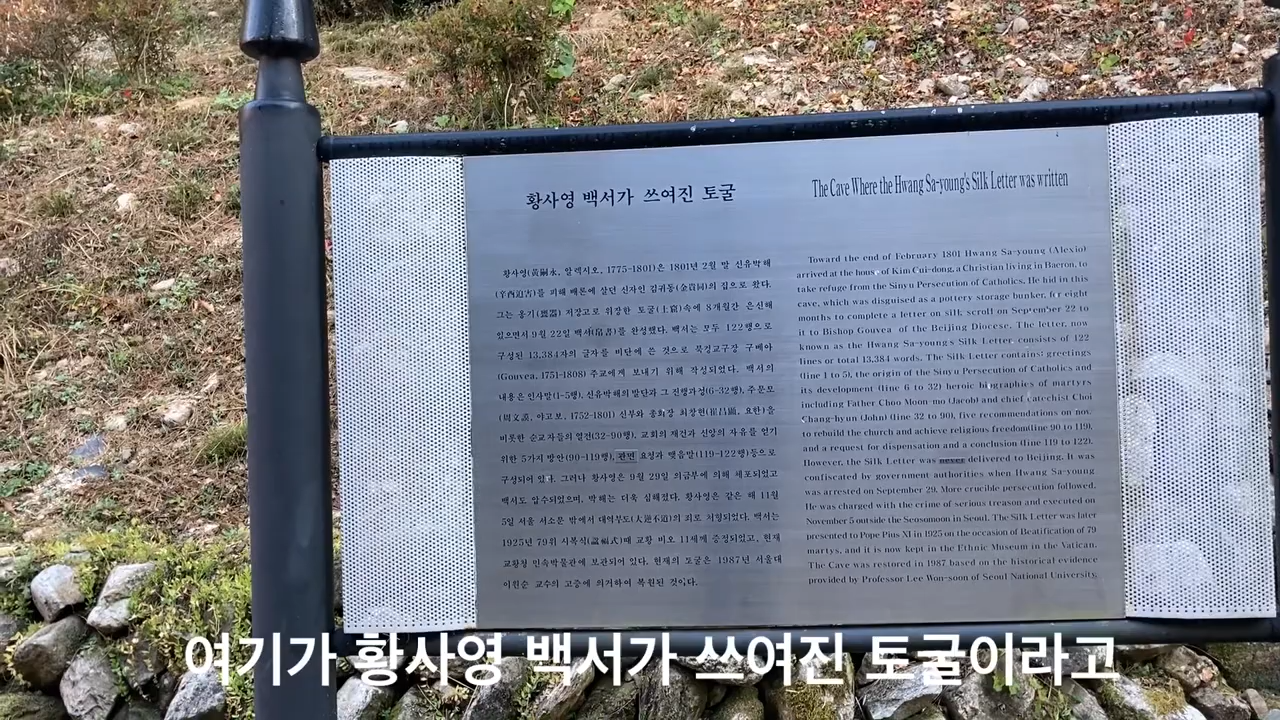 황사영 백서가 쓰여진 토굴
황사영(黃嗣永, 알렉시오, 1775-1801)은 1801년 2월 말 신유박해
(辛酉迫害)를 피해 배론에 살던 신자인 김귀동(金貴同)의 집으로 왔다.
그는 옹기(甕器) 저장고로 위장한 토굴(土窟)속에 8개월간 은신해
있으면서 9월 22일 백서(帛書)를 완성했다. 백서는 모두 122행으로
구성된 13,384자의 글자를 비단에 쓴 것으로 북경교구장 구베아
(Gouvea, 1751-1808) 주교에게 보내기 위해 작성되었다. 백서의
내용은 인사말(1-5행), 신유박해의 발단과 그 진행과정(6-32행), 주문모
(周文謨, 야고보, 1752-1801) 신부와 총회장 최창현(崔昌顯, 요한)을
비롯한 순교자들의 열전(32-90행), 교회의 재건과 신앙의 자유를 얻기
위한 5가지 방안(90-119행), 관면 요청과 맺음말(119-122행)등으로
구성되어 있다. 그러나 황사영은 9월 29일 의금부에 의해 체포되었고
백서도 압수되었으며, 박해는 더욱 심해졌다. 황사영은 같은 해 11월
5일 서울 서소문 밖에서 대역부도(大逆不道)의 죄로 처형되었다. 백서는
1925년 79위 시복식(諡福式)때 교황 비오 11세께 증정되었고, 현재
교황청 민속박물관에 보관되어 있다. 현재의 토굴은 1987년 서울대
이원순 교수의 고증에 의거하여 복원된 것이다.
The Cave Where the Hwang Sa-young's Silk Letter was written
Toward the end of February 1801 Hwang Sa-young (Alexio)
arrived at the house of Kim Cui-dong, a Christian living in Baeron, to
take refuge from the Sinyu Persecution of Catholics. He hid in this
cave, which was disguised as a pottery storage bunker, for eight
months to complete a letter on silk scroll on September 22 to
it to Bishop Gouvea of the Beijing Diocese. The letter, now
known as the Hwang Sa-young's Silk Letter, consists of 122
lines or total 13,384 words. The Silk Letter contains: greetings
(line 1 to 5), the origin of the Sinyu Persecution of Catholics and
its development (line 6 to 32) heroic biographies of martyrs
including Father Choo Moon-mo (Jacob) and chief catechist Choi
Chang-hyun (John) (line 32 to 90), five recommendations on now
to rebuild the church and achieve religious freedom(line 90 to 119),
and a request for dispensation and a conclusion (line 119 to 122).
However, the Silk Letter was never delivered to Beijing. It was
confiscated by government authorities when Hwang Sa-young
was arrested on September 29. More crucible persecution followed.
He was charged with the crime of serious treason and executed on
November 5 outside the Seosomoon in Seoul. The Silk Letter was later
presented to Pope Pius XI in 1925 on the occasion of Beatification of 79
martyrs, and it is now kept in the Ethnic Museum in the Vatican.
The Cave was restored in 1987 based on the historical evidence
provided by Professor Lee Won-soon of Seoul National University.
여기가 황사영 백서가 쓰여진 토굴이라고